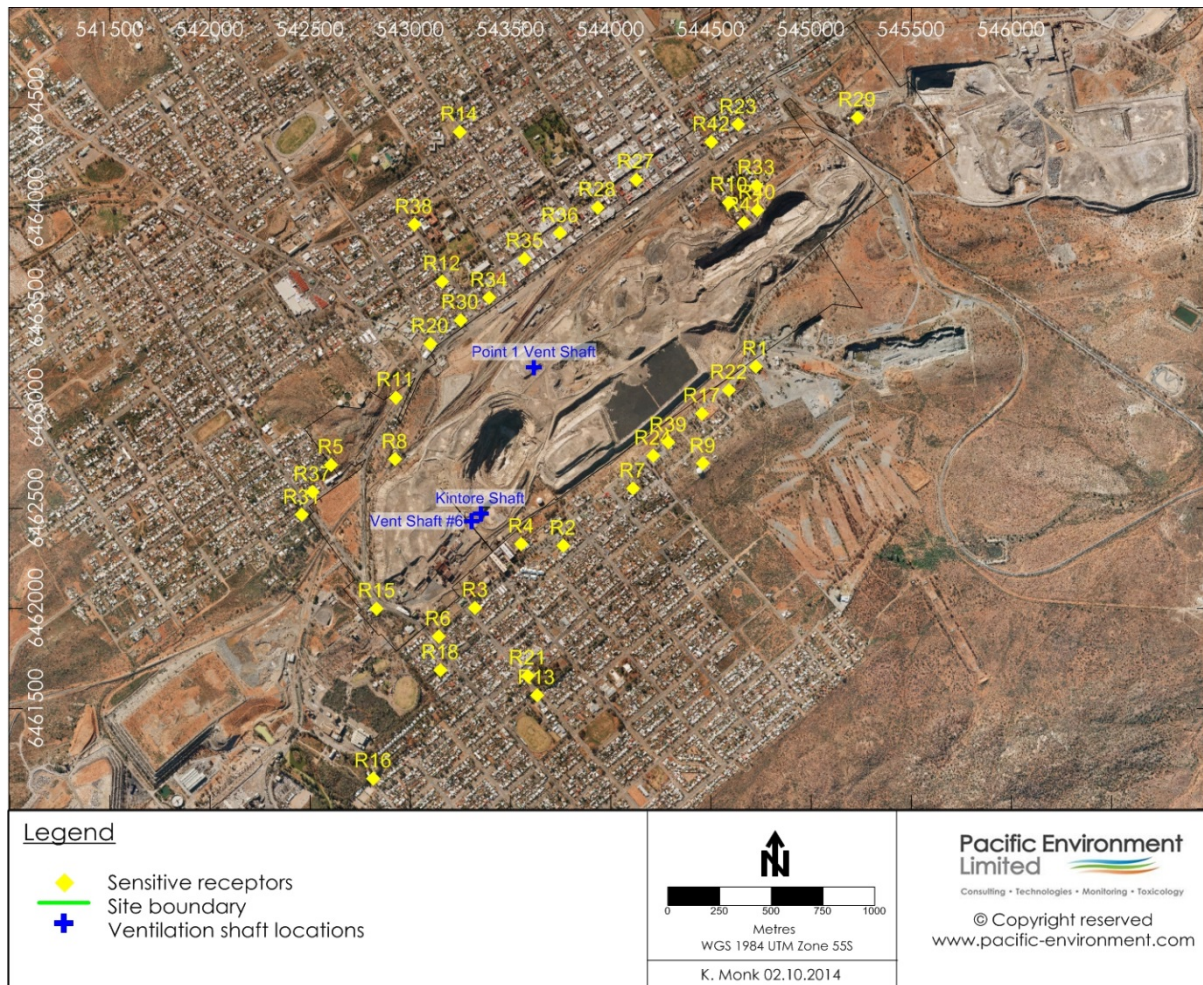 541500 542000 542500 543000 543500 544000 544500 545000 545500 546000
6464500
6464000
6463500
6463000
6462500
6462000
6461500
R14
R23
R29
R42
R27
R33
R10
R28
R41
R38
R36
R35
R12
R34
R30
R20
Point 1 Vent Shaft
R1
R22
R11
R17
R39
R5
R8
R9
R37
R7
Kintore Shaft
Vent Shaft #6
R4
R2
R15
R3
R6
R18
R21
R13
R16
Legend
Sensitive receptors
Site boundary
Ventilation shaft locations
N
0 250 500 750 1000
Metres
WGS 1984 UTM Zone 55S
K. Monk 02.10.2014
Pacific Environment
Limited
Consulting • Technologies • Monitoring • Toxicology
© Copyright reserved
www.pacific-environment.com